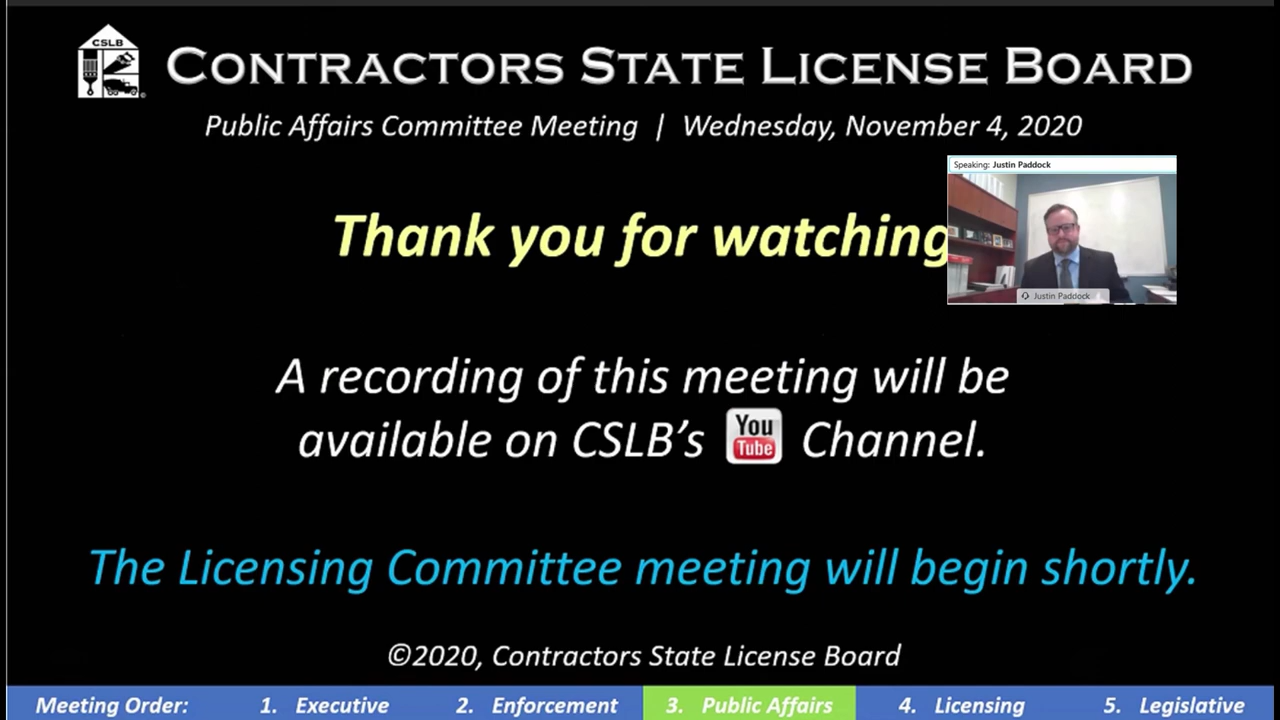 CSLB
CONTRACTORS STATE LICENSE BOARD
Public Affairs Committee Meeting | Wednesday, November 4, 2020
Speaking: Justin Paddock
Thank you for watching
Justin Paddock
A recording of this meeting will be
available on CSLB’s You Tube Channel.
The Licensing Committee meeting will begin shortly.
©2020, Contractors State License Board
Meeting Order: 1. Executive 2. Enforcement 3. Public Affairs 4. Licensing 5. Legislative